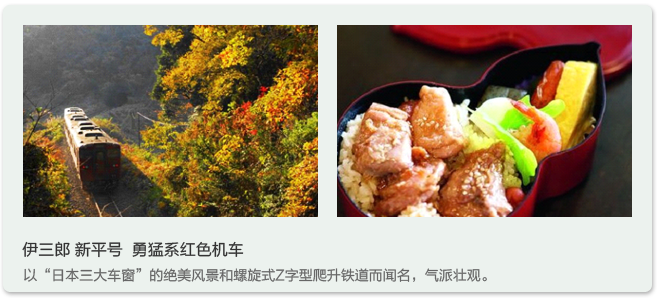 伊三郎 新平号  勇猛系红色机车
以“日本三大车窗”的绝美风景和螺旋式Z字型爬升铁道而闻名，气派壮观。